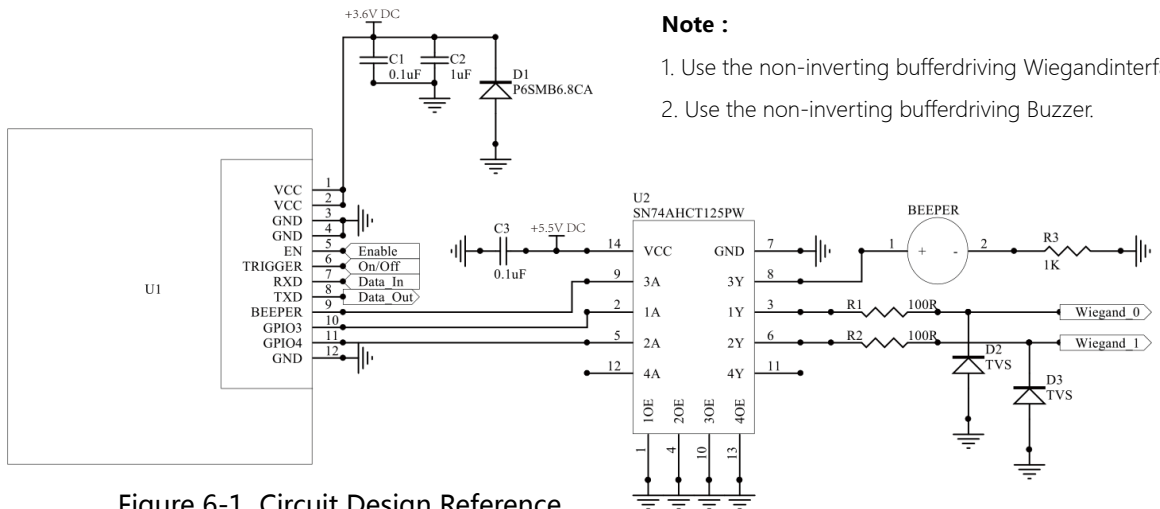 +3.6V DC
C1
0.1uF
C2
1uF
D1
P6SMB6.8CA
Note :
1. Use the non-inverting bufferdriving Wiegandinterf
2. Use the non-inverting bufferdriving Buzzer.
U1
VCC 1
VCC 2
GND 3
GND 4
EN 5 Enable
TRIGGER 6 On/Off
RXD 7 Data_In
TXD 8 Data_Out
BEEPER 9
GPIO3 10
GPIO4 11
GND 12
C3
0.1uF
+5.5V DC
U2
SN74AHCT125PW
14 VCC GND 7
9 3A 3Y 8
2 1A 1Y 3
5 2A 2Y 6
12 4A 4Y 11
1OE 2OE 3OE 4OE
1 4 10 13
BEEPER
1 + - 2
R3
1K
R1 100R
Wiegand_0
R2 100R
Wiegand_1
D2
TVS
D3
TVS
Figure 6-1 Circuit Design Reference